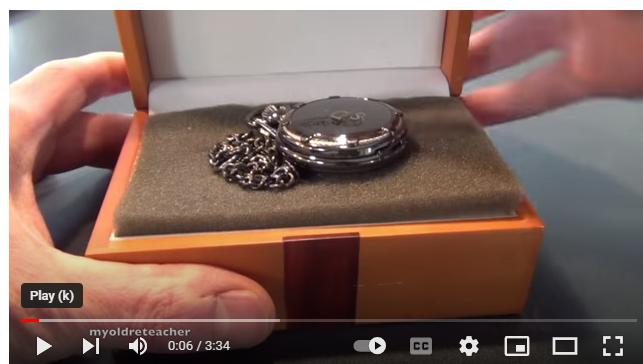 Play (k)
myoldreteacher
0:06 / 3:34
CC